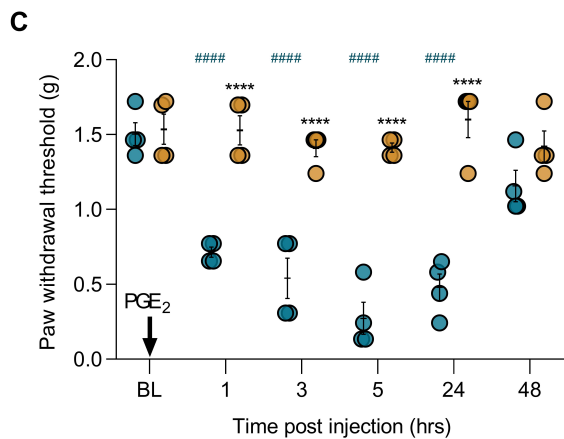 C
#### #### #### ####
**** **** **** ****
2.0
1.5
1.0
0.5
0.0
Paw withdrawal threshold (g)
PGE₂
BL 1 3 5 24 48
Time post injection (hrs)